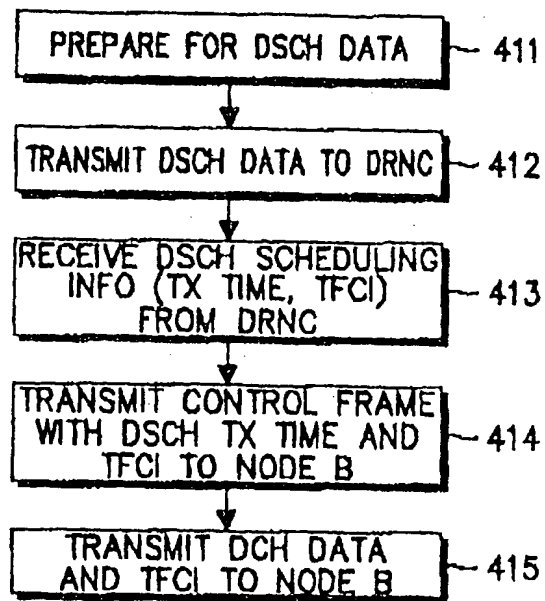 PREPARE FOR DSCH DATA 411
TRANSMIT DSCH DATA TO DRNC 412
RECEIVE DSCH SCHEDULING
INFO (TX TIME, TFCI) 413
FROM DRNC
TRANSMIT CONTROL FRAME
WITH DSCH TX TIME AND 414
TFCI TO NODE B
TRANSMIT DCH DATA
AND TFCI TO NODE B 415